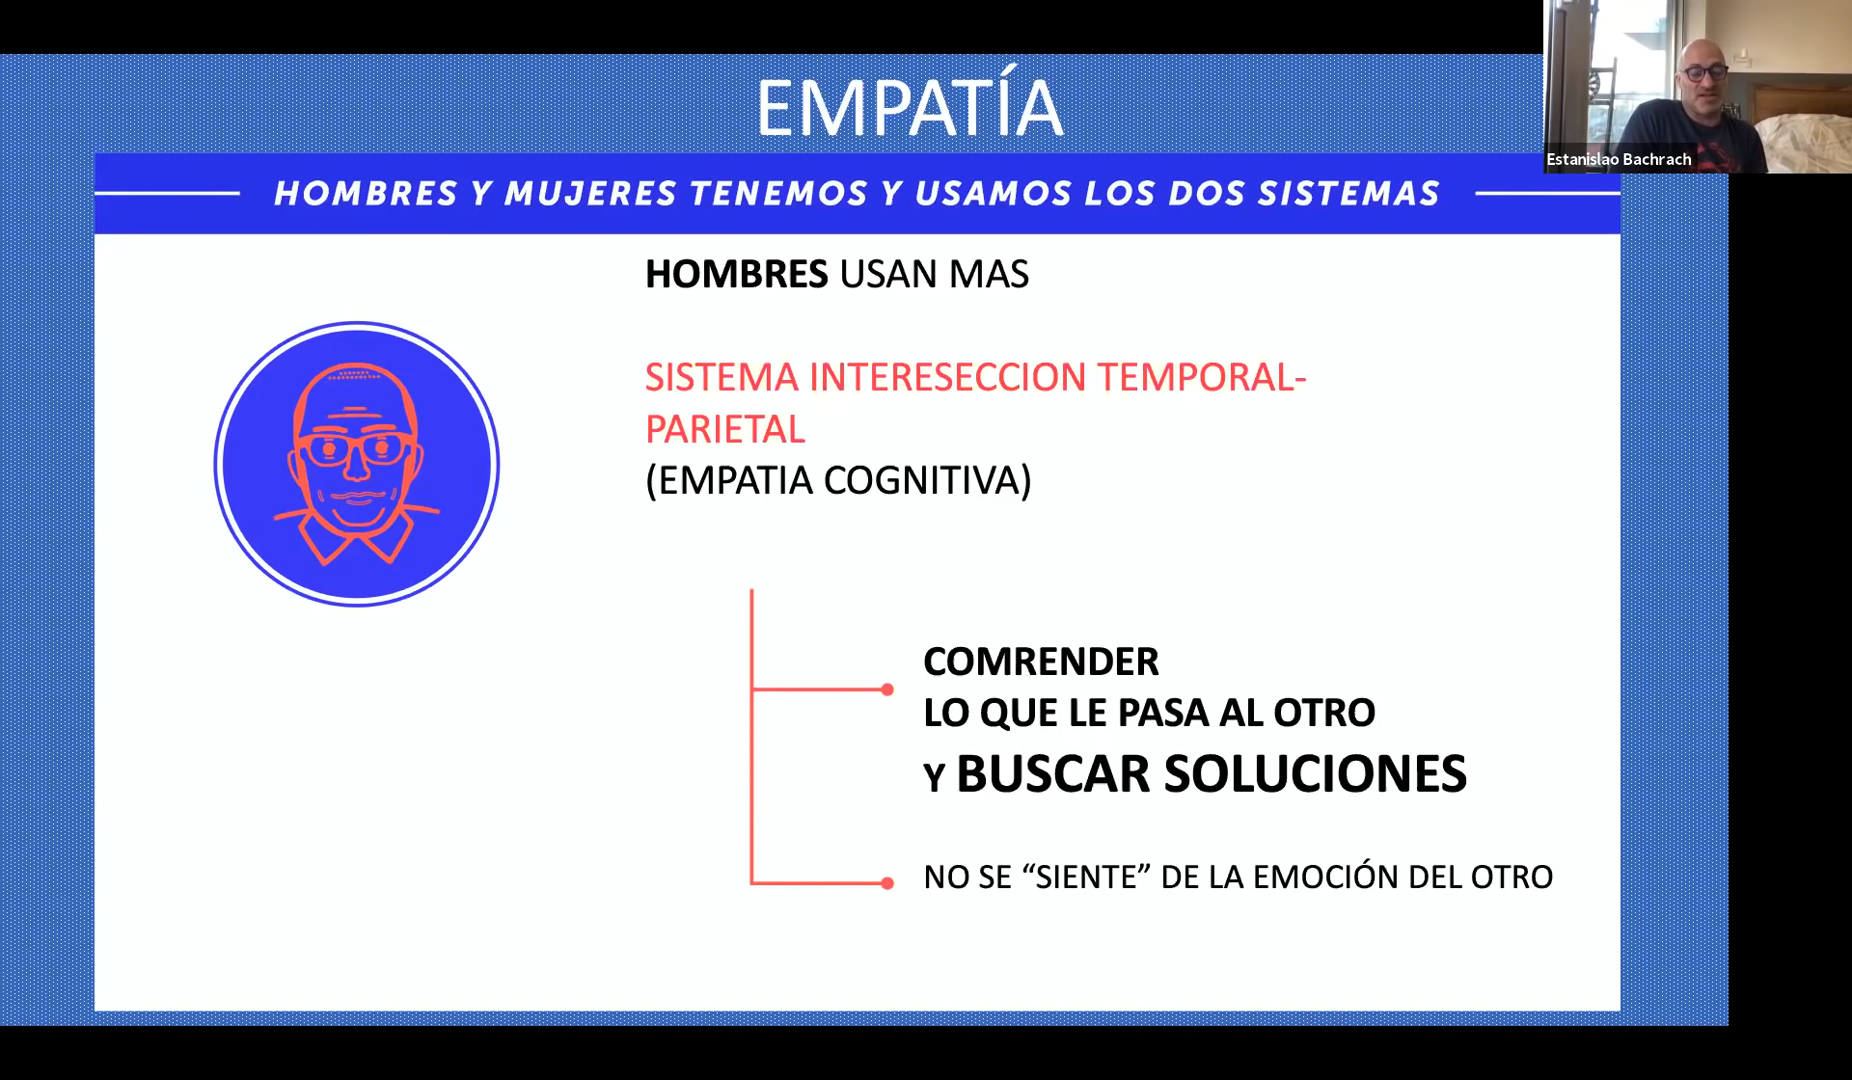 EMPATÍA
Estanislao Bachrach
HOMBRES Y MUJERES TENEMOS Y USAMOS LOS DOS SISTEMAS
HOMBRES USAN MAS
SISTEMA INTERESECCION TEMPORAL-
PARIETAL
(EMPATIA COGNITIVA)
COMRENDER
LO QUE LE PASA AL OTRO
Y BUSCAR SOLUCIONES
NO SE “SIENTE” DE LA EMOCIÓN DEL OTRO